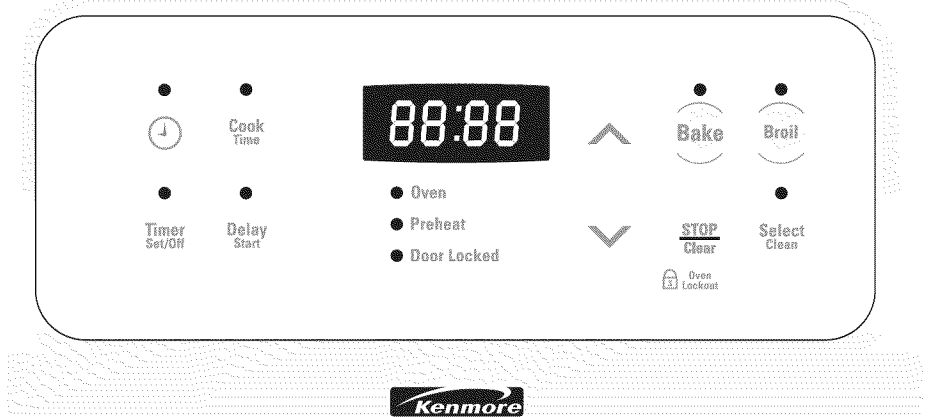 88:88
Cook
Time
Bake
Broil
Oven
Preheat
Door Locked
Timer
Set/Off
Delay
Start
STOP
Clear
Select
Clean
Oven
Lockout
Kenmore